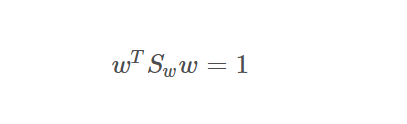 $w^T S_w w = 1$